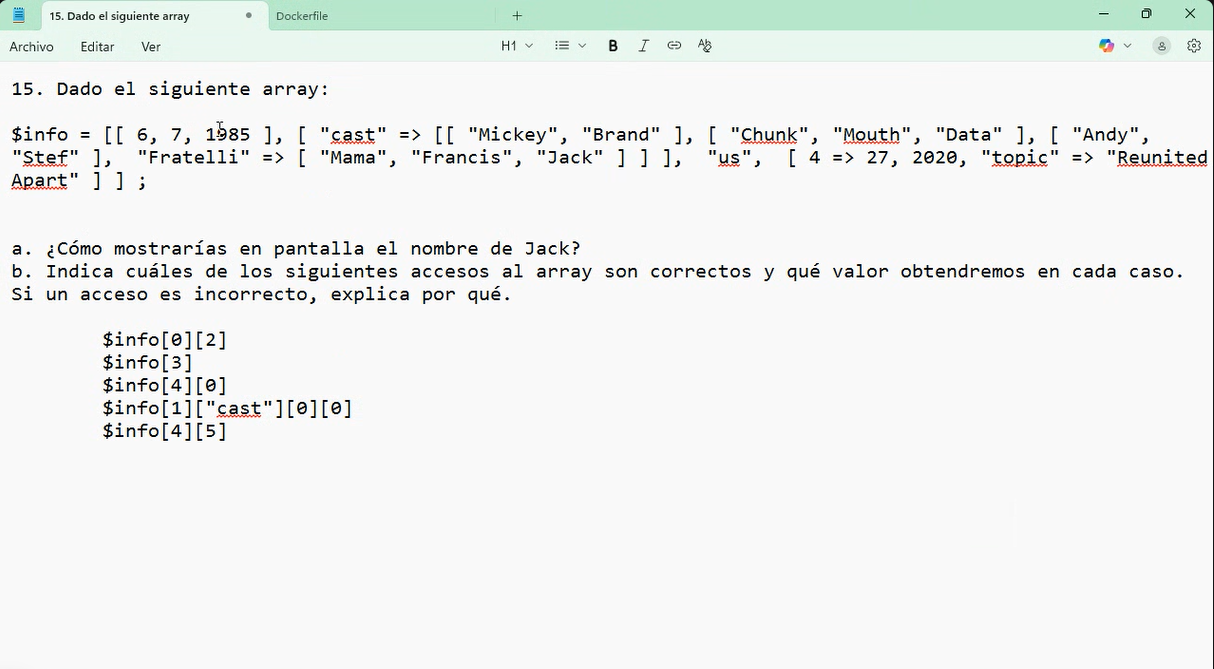 15. Dado el siguiente array
Dockerfile
Archivo Editar Ver H1 B I
15. Dado el siguiente array:
$info = [[ 6, 7, 1985 ], [ "cast" => [[ "Mickey", "Brand" ], [ "Chunk", "Mouth", "Data" ], [ "Andy",
"Stef" ],  "Fratelli" => [ "Mama", "Francis", "Jack" ] ] ],  "us",  [ 4 => 27, 2020, "topic" => "Reunited
Apart" ] ] ;
a. ¿Cómo mostrarías en pantalla el nombre de Jack?
b. Indica cuáles de los siguientes accesos al array son correctos y qué valor obtendremos en cada caso.
Si un acceso es incorrecto, explica por qué.
$info[0][2]
$info[3]
$info[4][0]
$info[1]["cast"][0][0]
$info[4][5]